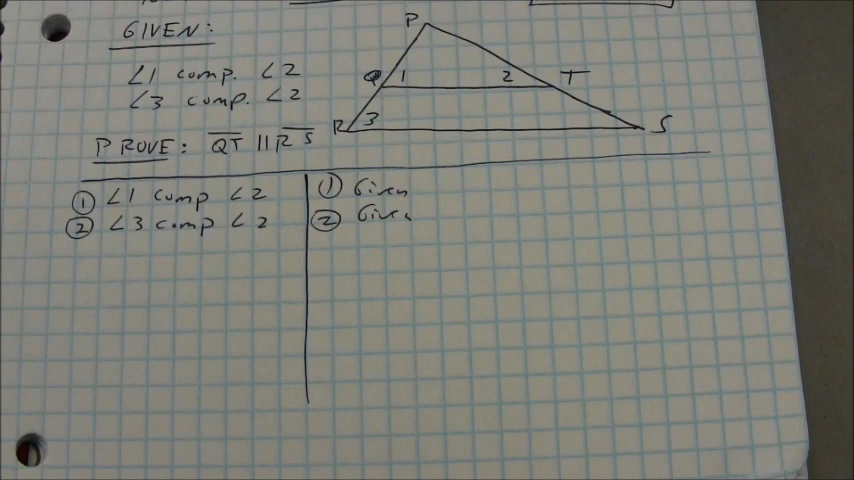 GIVEN:
∠1 comp. ∠2
∠3 comp. ∠2
PROVE: QT || RS
P
Q 1 2 T
R 3 S
① ∠1 comp ∠2 ① Given
② ∠3 comp ∠2 ② Given